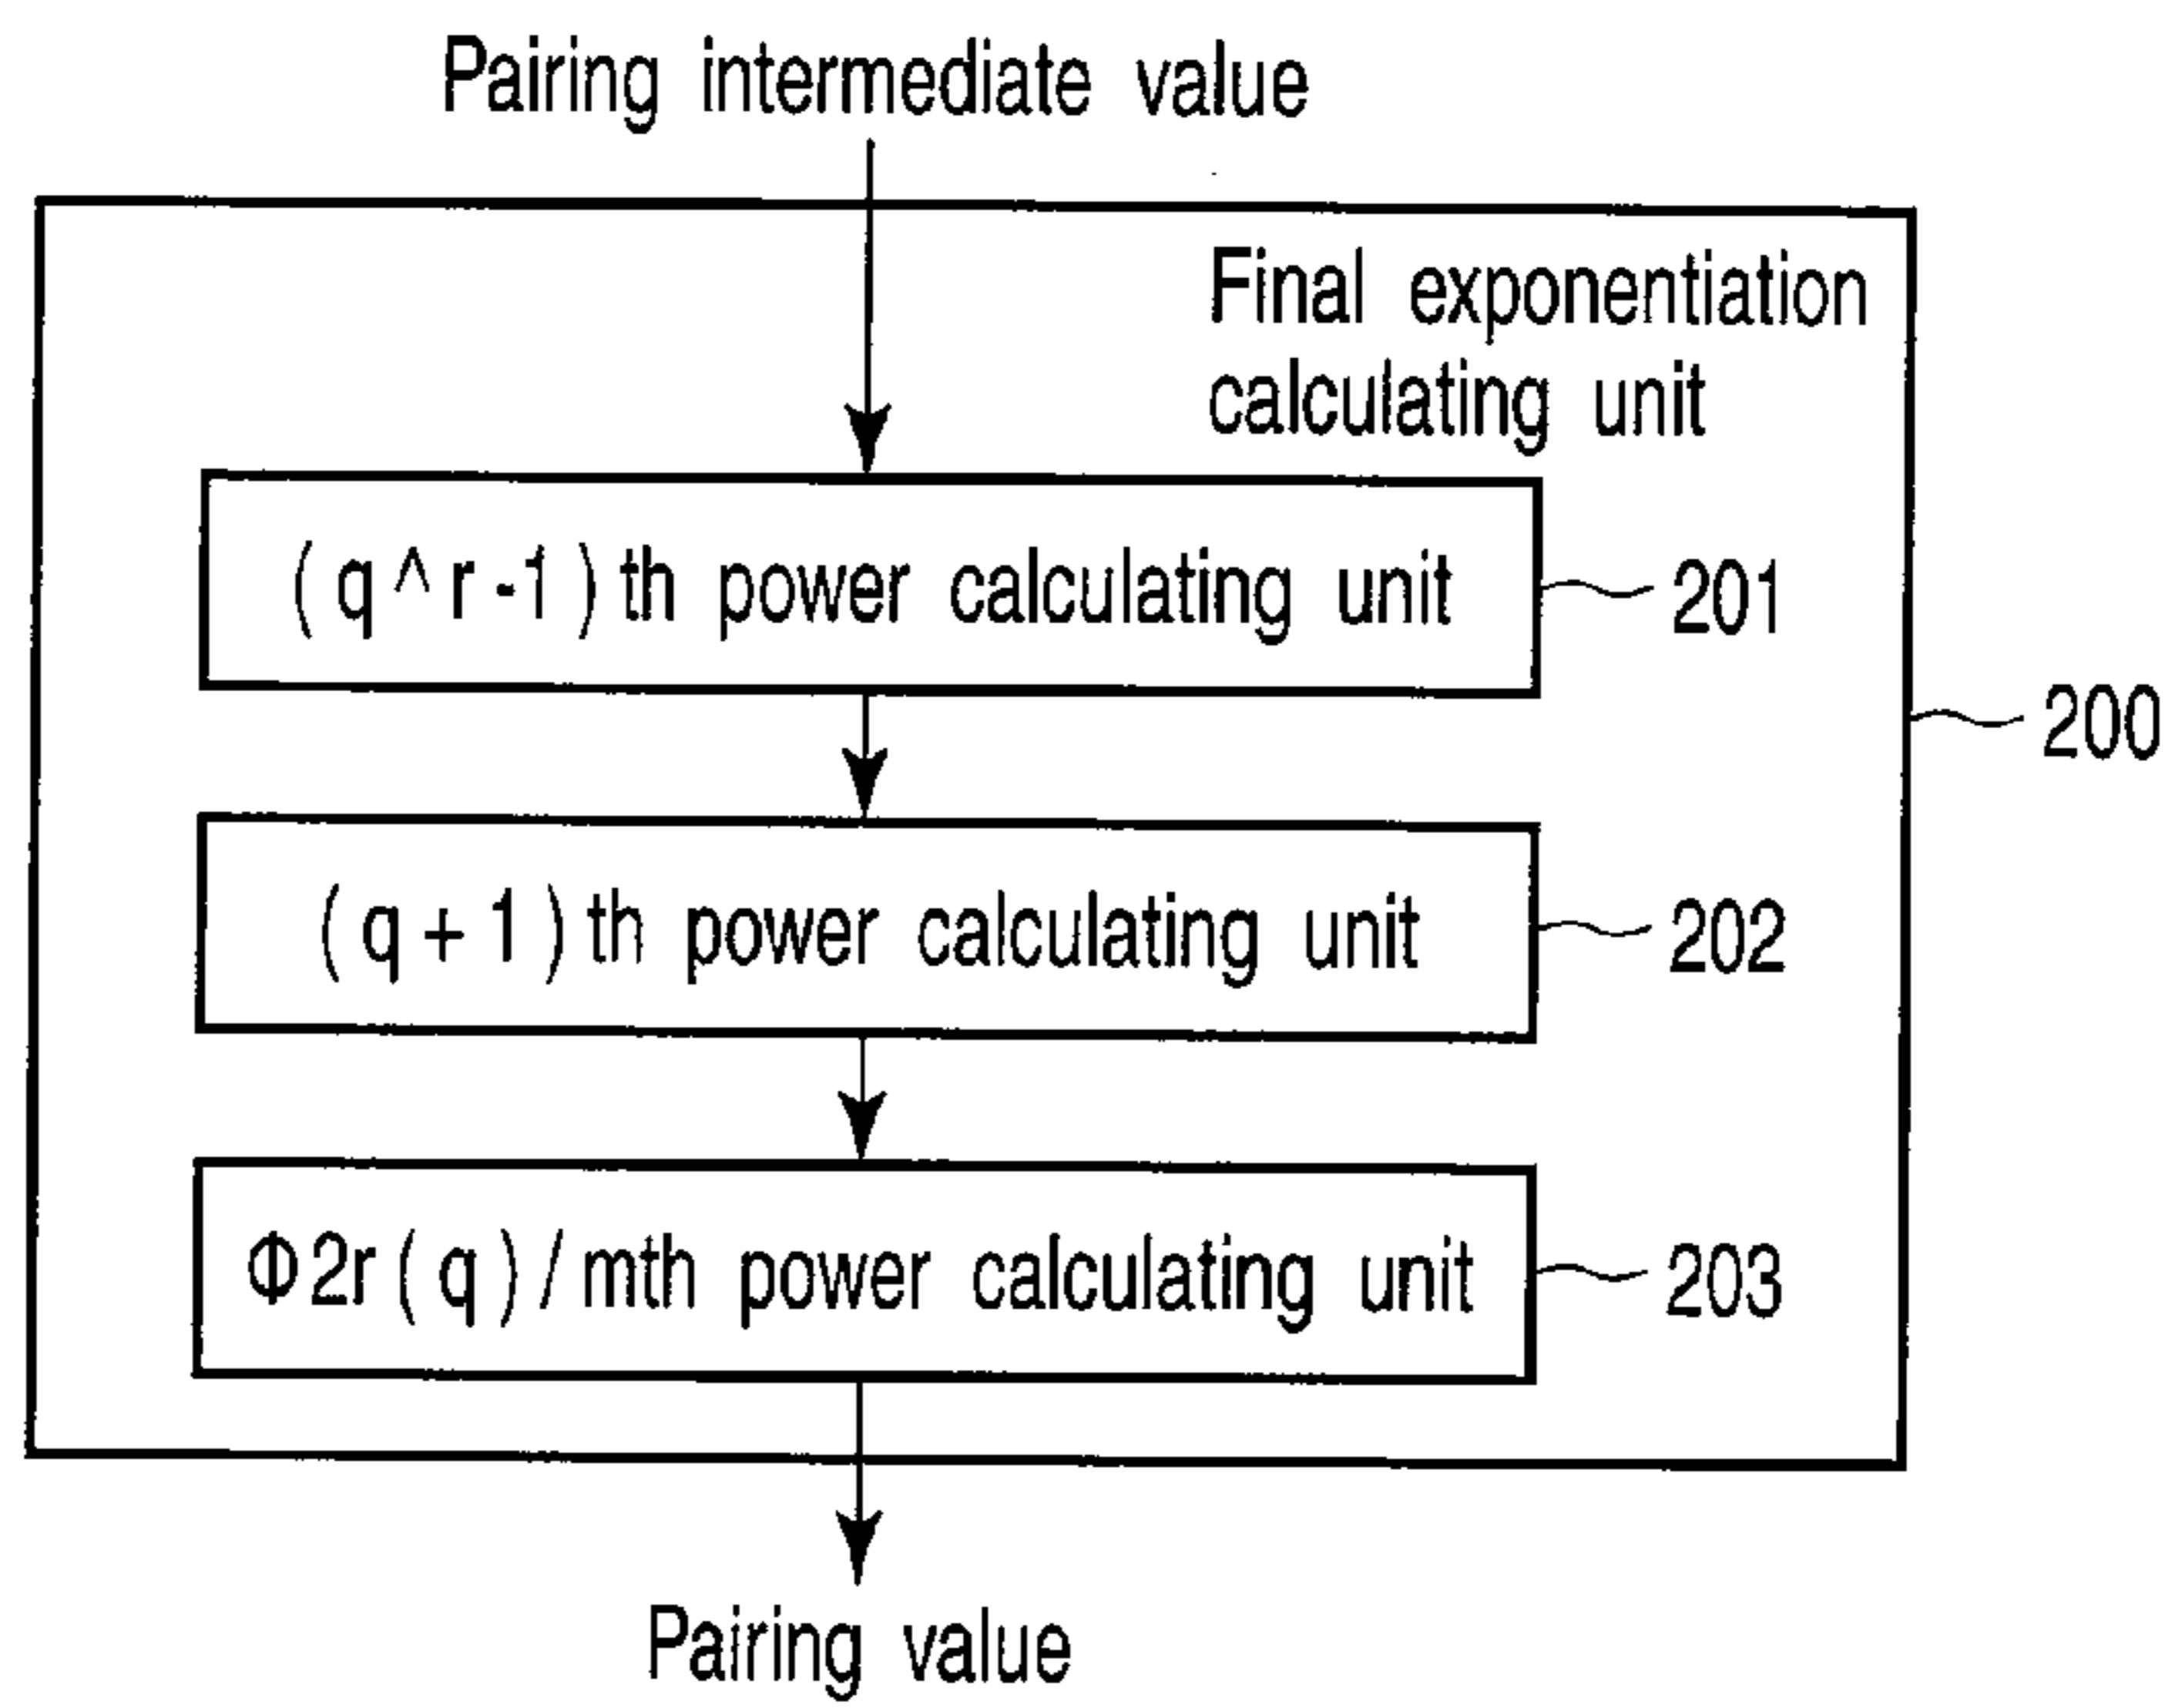 Pairing intermediate value
Final exponentiation
calculating unit
(q^r-1)th power calculating unit
201
200
(q+1)th power calculating unit
202
Φ2r(q)/mth power calculating unit
203
Pairing value